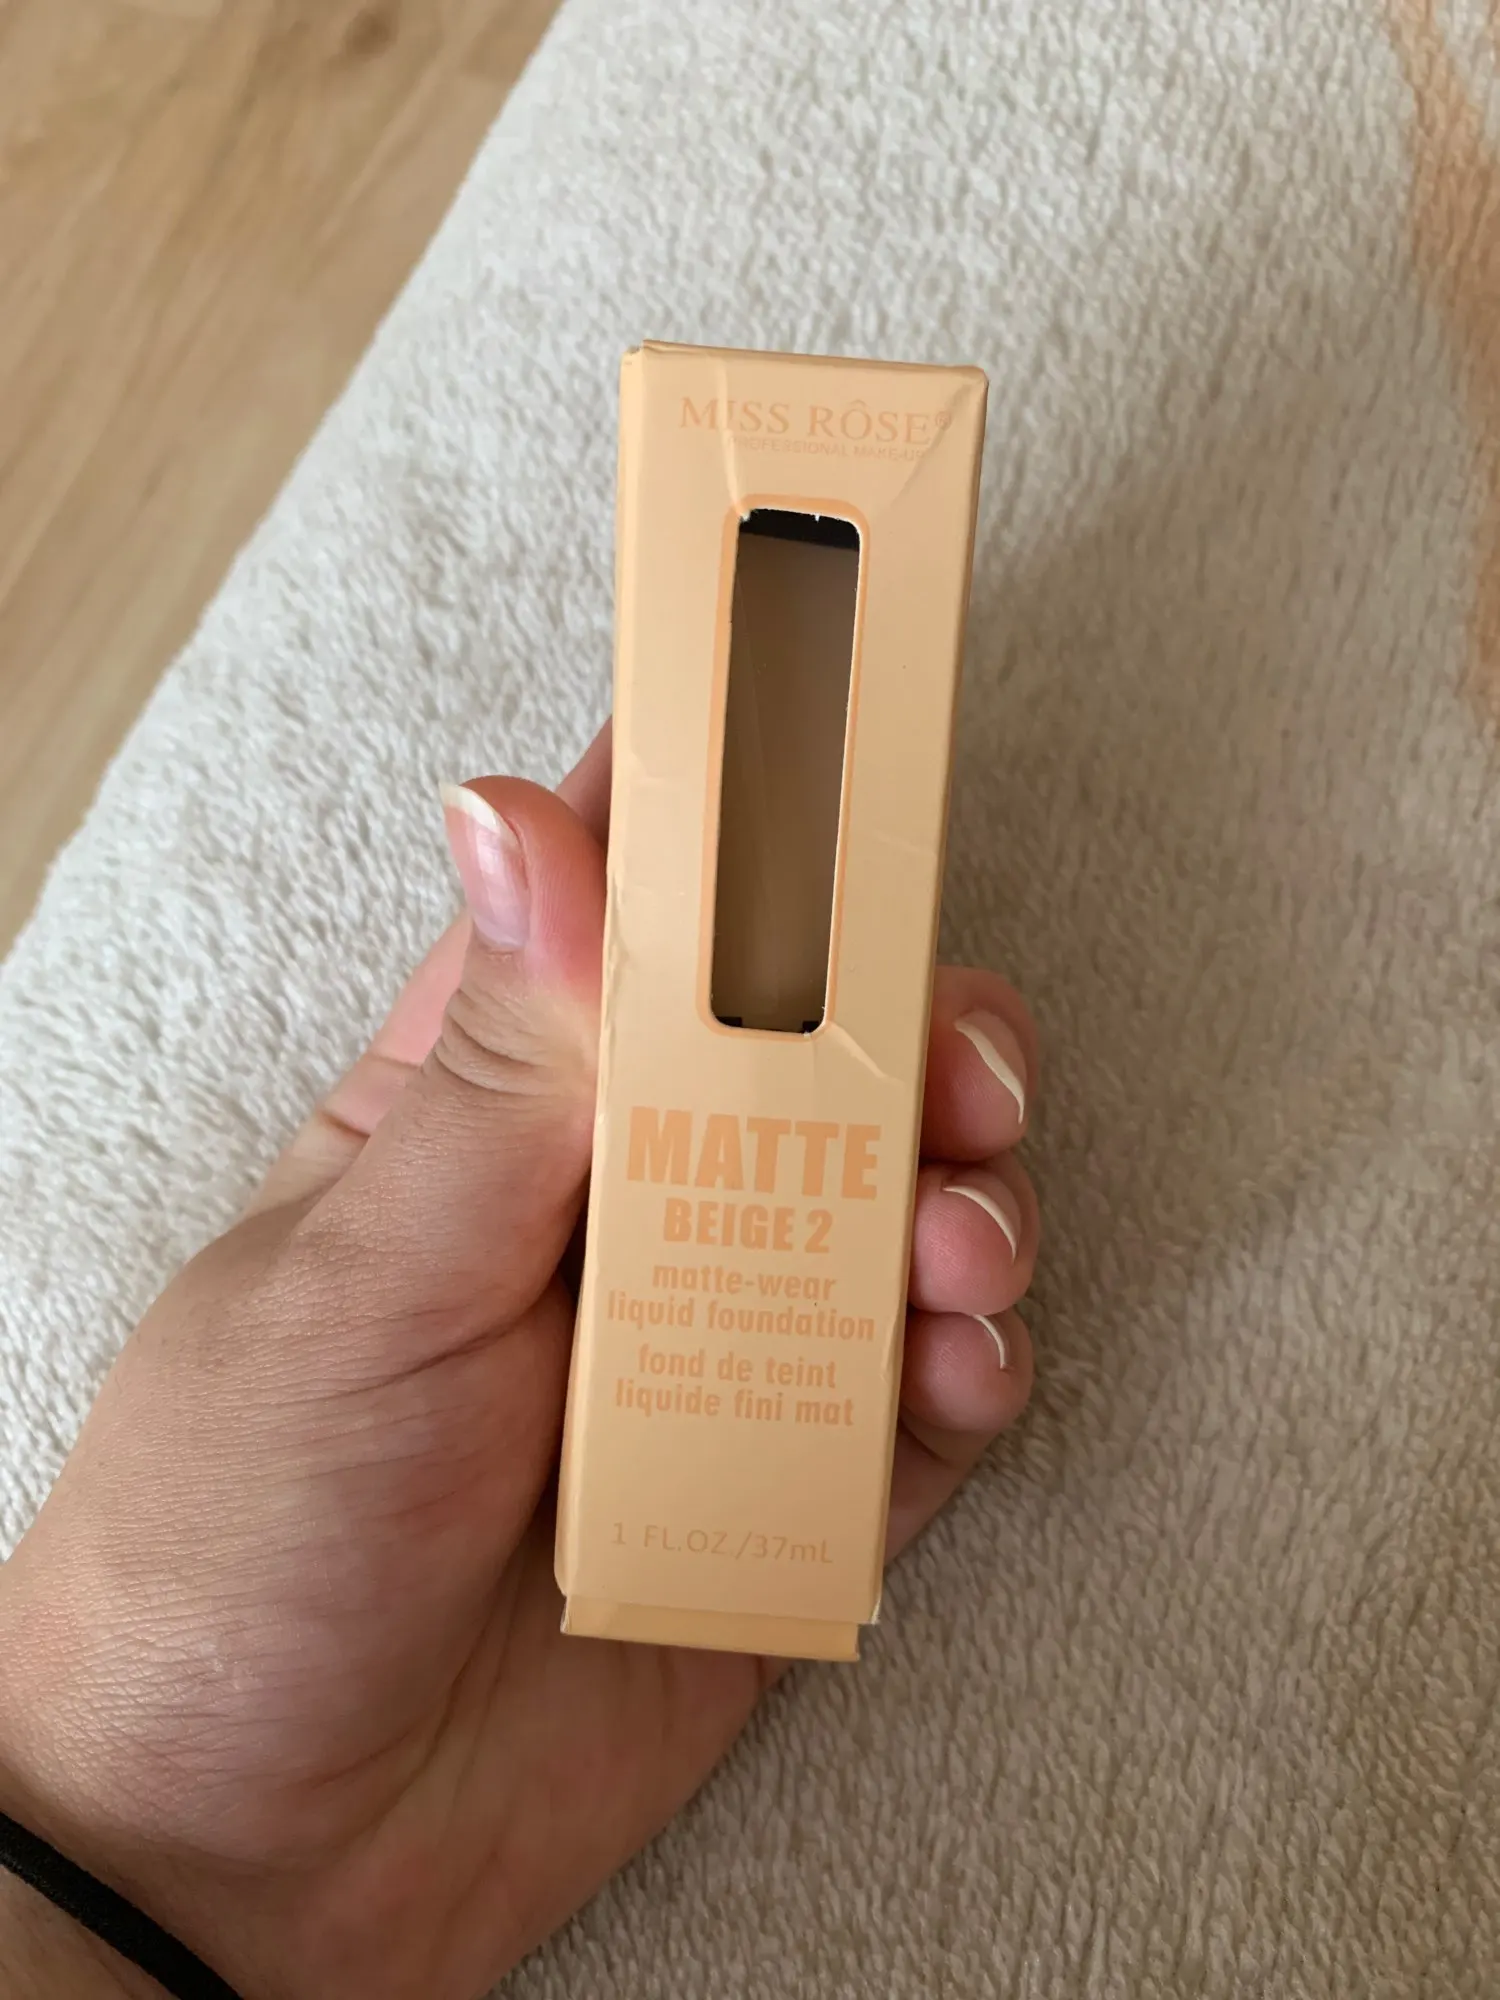 MISS RÔSE®
PROFESSIONAL MAKE-UP
MATTE
BEIGE 2
matte-wear
liquid foundation
fond de teint
liquide fini mat
1 FL.OZ./37mL